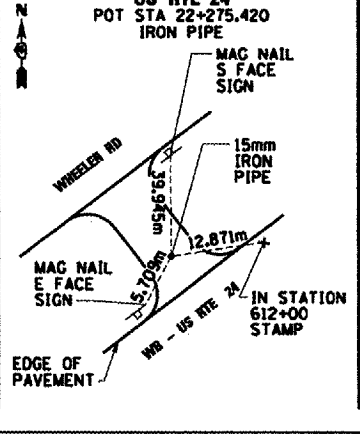 US RTE 24
POT STA 22+275.420
IRON PIPE
N
MAG NAIL
S FACE
SIGN
WHEELEN RD
15mm
IRON
PIPE
39.945m
12.871m
MAG NAIL
E FACE
SIGN
5.709m
IN STATION
612+00
STAMP
WB - US RTE 24
EDGE OF
PAVEMENT